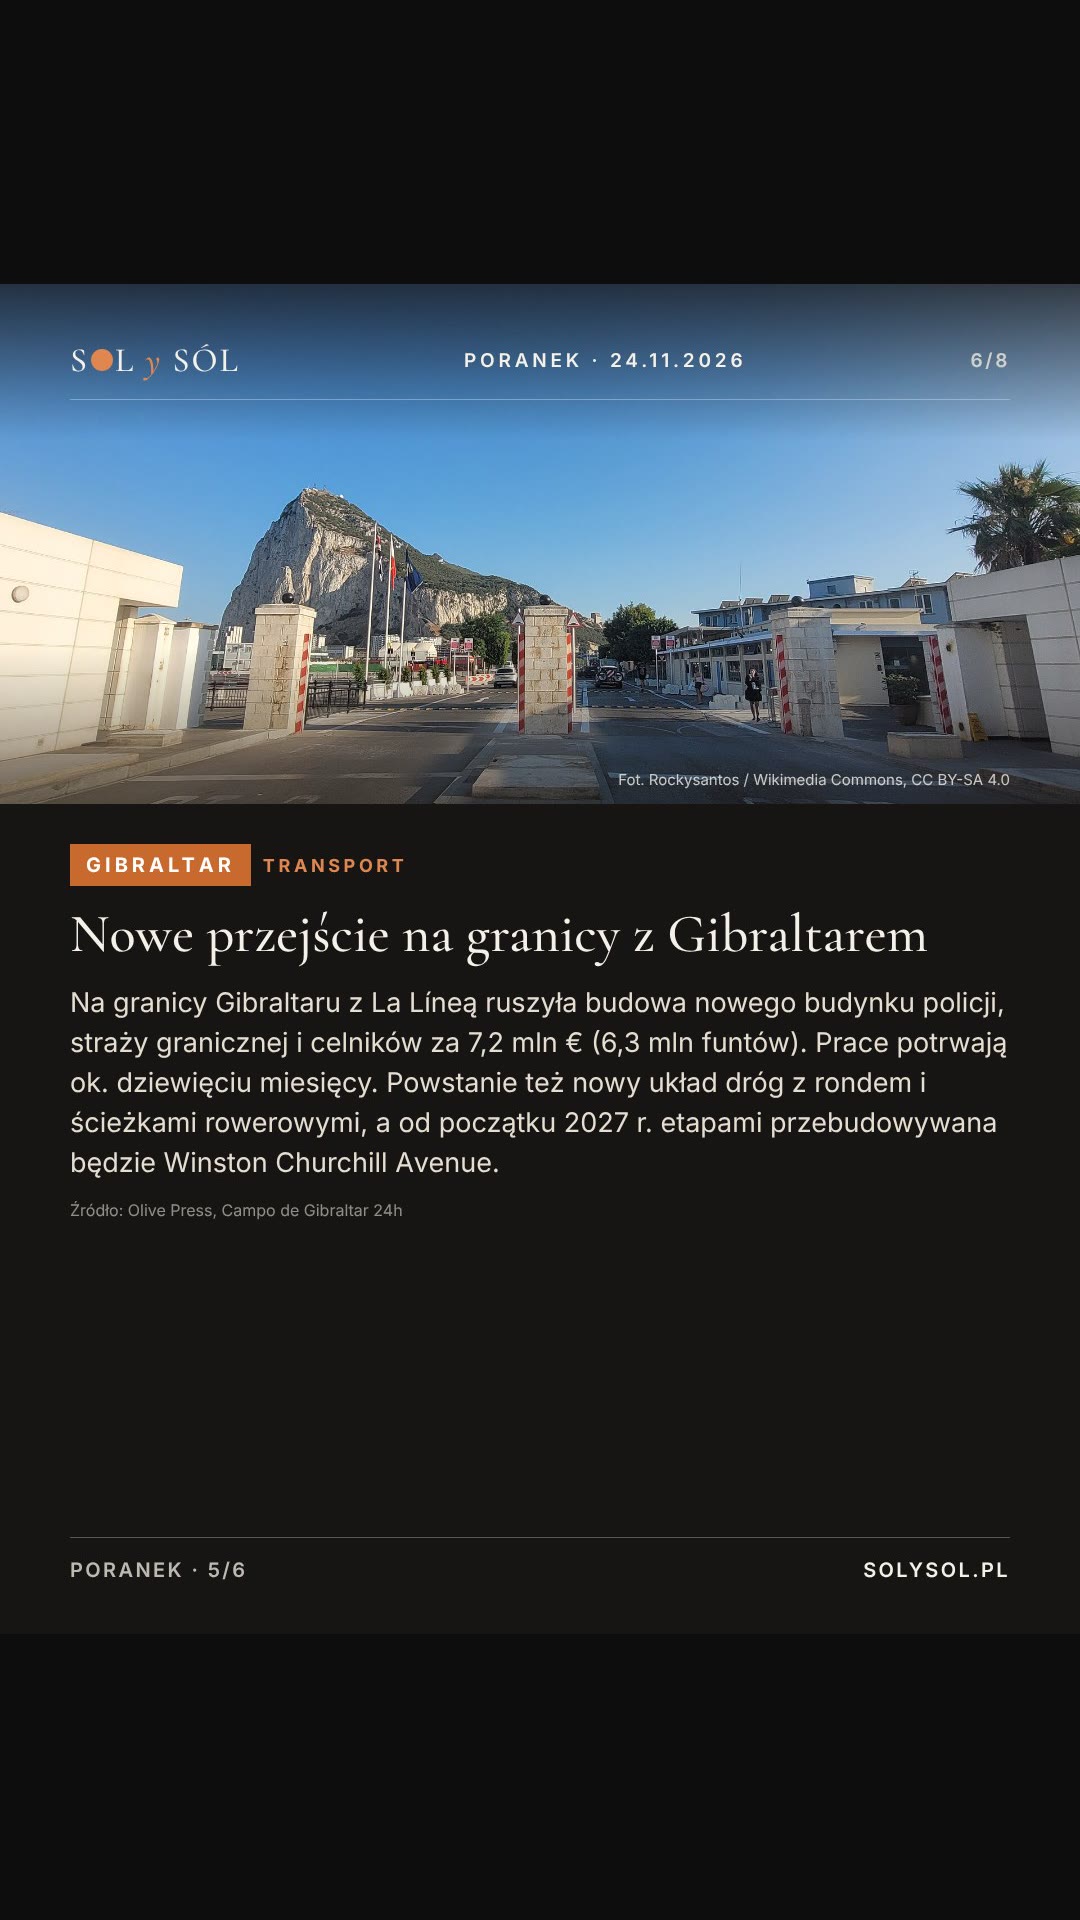 SOL y SÓL
PORANEK · 24.11.2026
6/8
Fot. Rockysantos / Wikimedia Commons, CC BY-SA 4.0
GIBRALTAR TRANSPORT
Nowe przejście na granicy z Gibraltarem
Na granicy Gibraltaru z La Líneą ruszyła budowa nowego budynku policji,
straży granicznej i celników za 7,2 mln € (6,3 mln funtów). Prace potrwają
ok. dziewięciu miesięcy. Powstanie też nowy układ dróg z rondem i
ścieżkami rowerowymi, a od początku 2027 r. etapami przebudowywana
będzie Winston Churchill Avenue.
Źródło: Olive Press, Campo de Gibraltar 24h
PORANEK · 5/6
SOLYSOL.PL